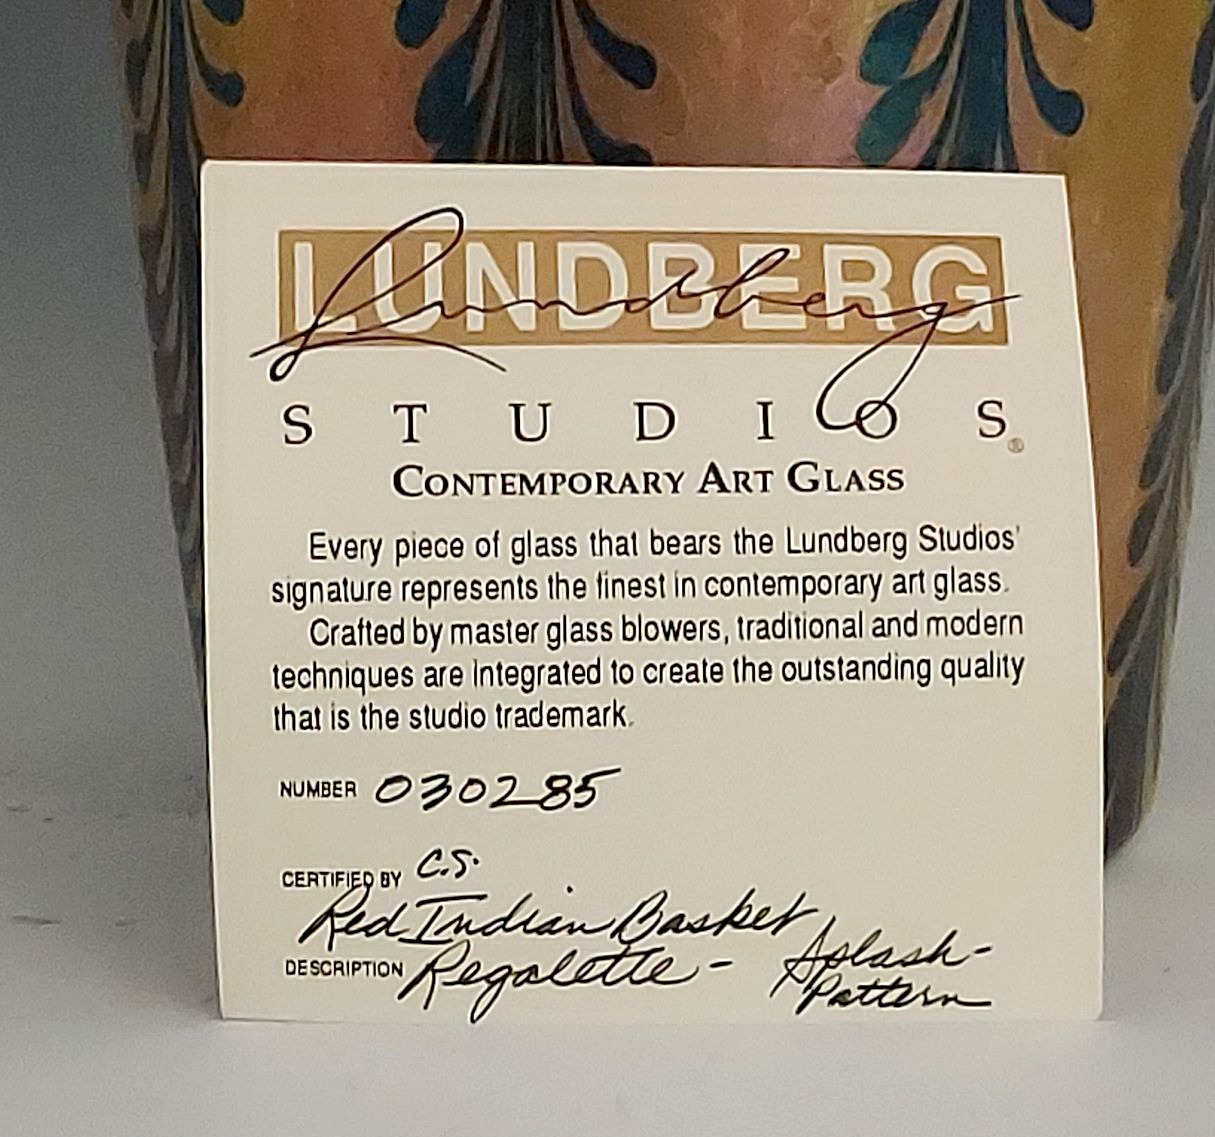 LUNDBERG
Lundberg
STUDIOS®
CONTEMPORARY ART GLASS
Every piece of glass that bears the Lundberg Studios'
signature represents the finest in contemporary art glass.
Crafted by master glass blowers, traditional and modern
techniques are integrated to create the outstanding quality
that is the studio trademark.
NUMBER 030285
CERTIFIED BY C.S.
Red Indian Basket
DESCRIPTION Regalette - Splash-
Pattern